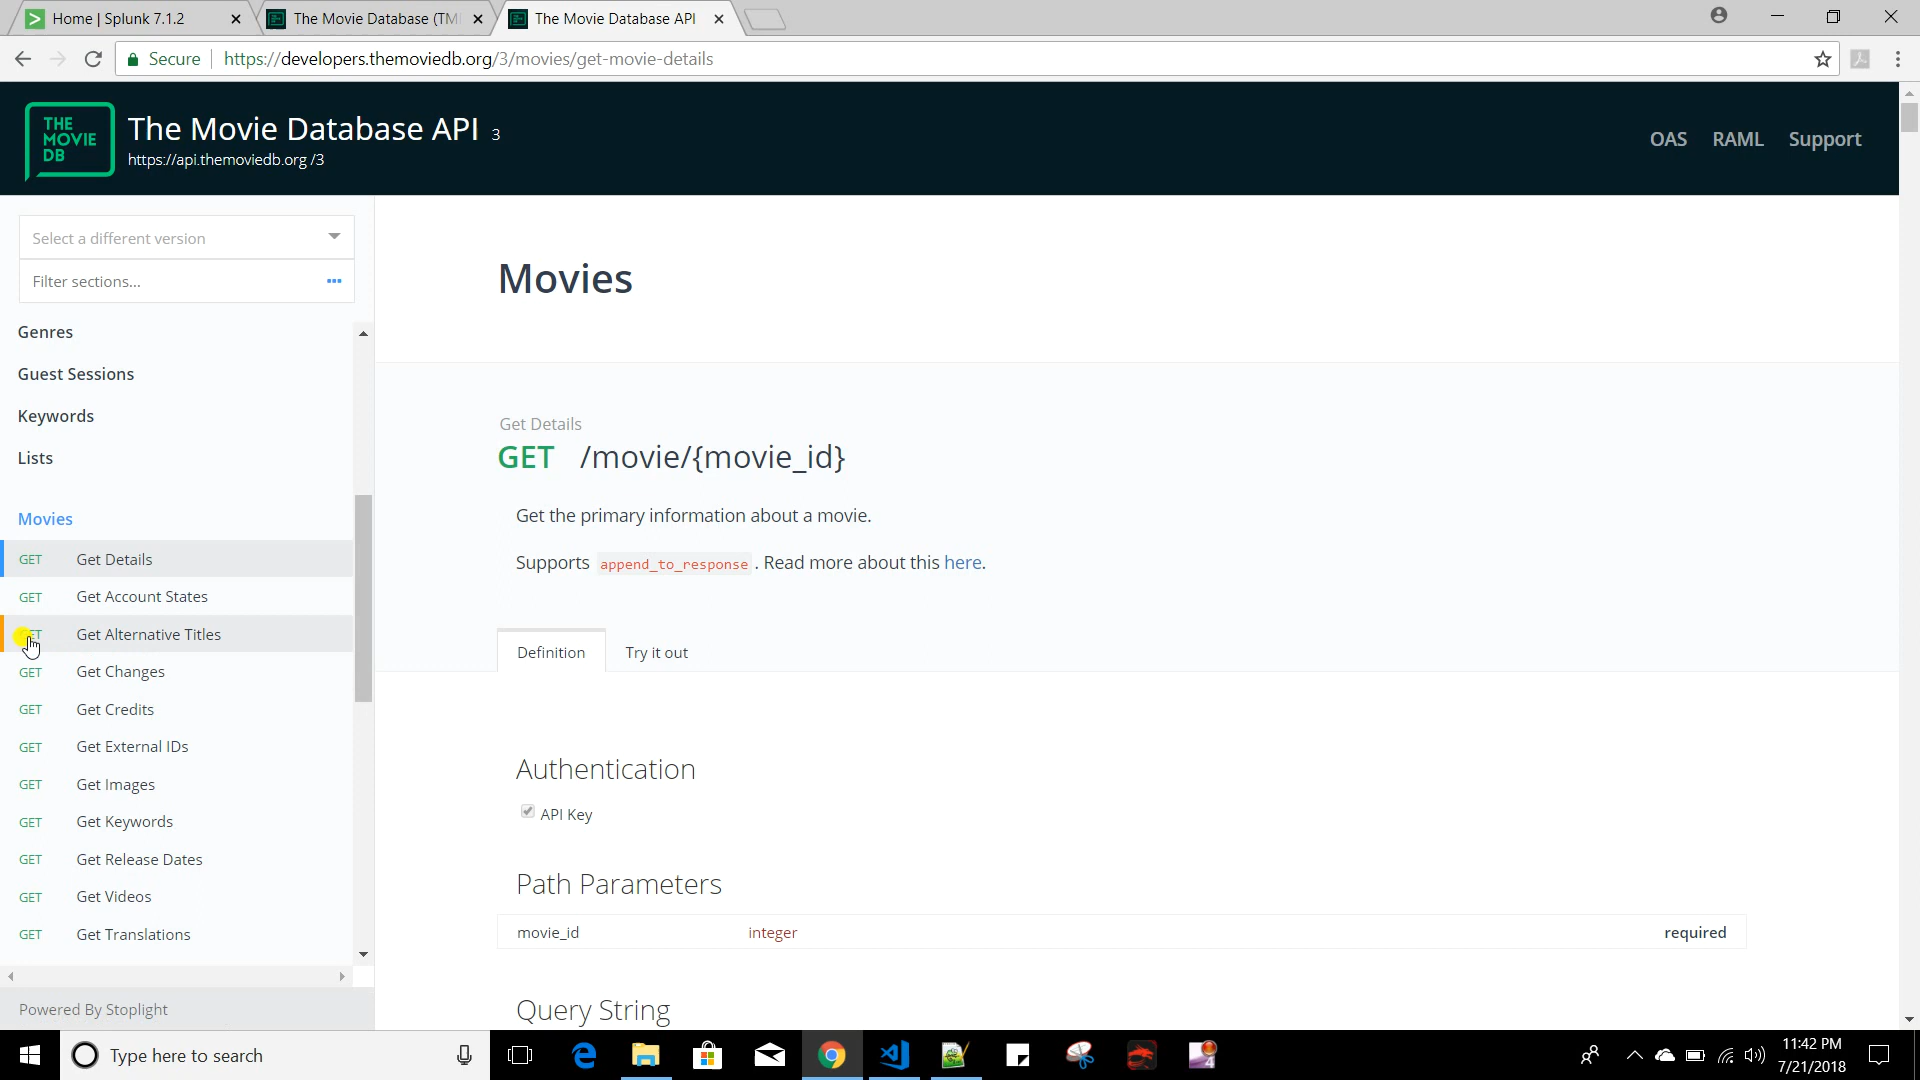 Home | Splunk 7.1.2
The Movie Database (TM
The Movie Database API
Secure
https://developers.themoviedb.org/3/movies/get-movie-details
THE
MOVIE
DB
The Movie Database API 3
https://api.themoviedb.org /3
OAS RAML Support
Select a different version
Filter sections...
Genres
Guest Sessions
Keywords
Lists
Movies
GET Get Details
GET Get Account States
Get Alternative Titles
GET Get Changes
GET Get Credits
GET Get External IDs
GET Get Images
GET Get Keywords
GET Get Release Dates
GET Get Videos
GET Get Translations
Powered By Stoplight
Movies
Get Details
GET /movie/{movie_id}
Get the primary information about a movie.
Supports append_to_response . Read more about this here.
Definition Try it out
Authentication
API Key
Path Parameters
movie_id integer required
Query String
Type here to search
11:42 PM
7/21/2018